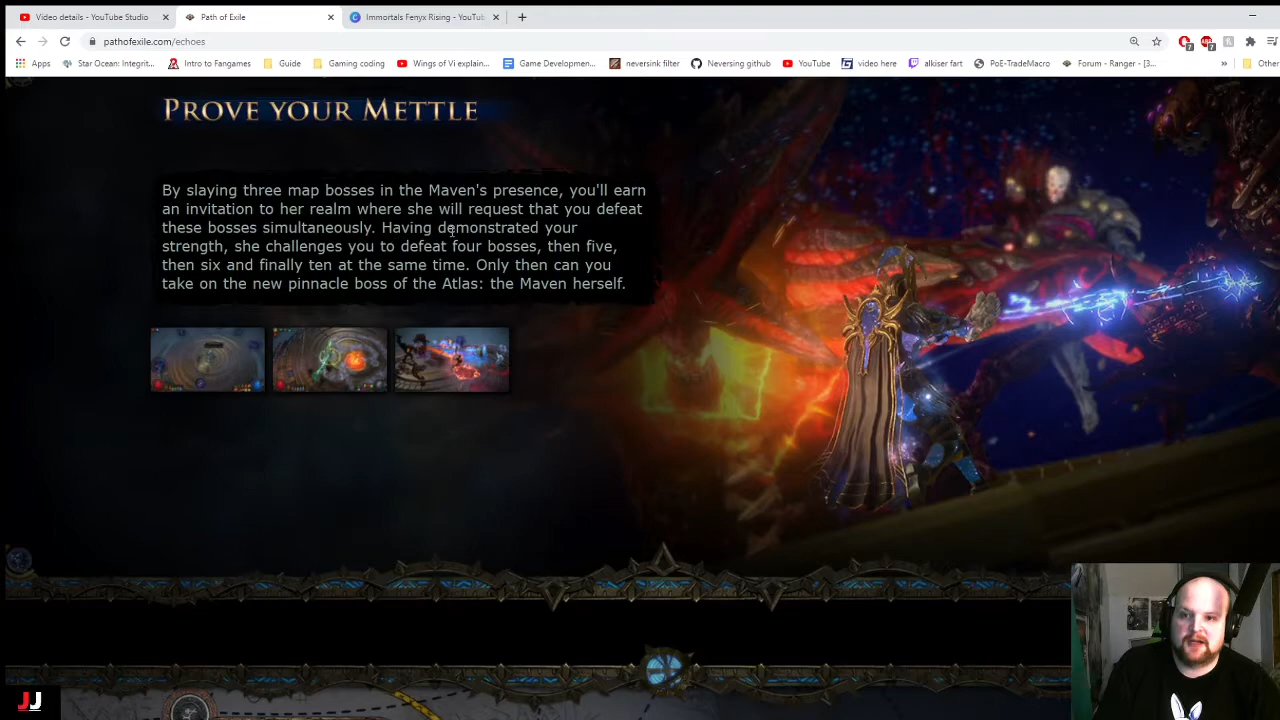 Video details - YouTube Studio
Path of Exile
Immortals Fenyx Rising - YouTub
pathofexile.com/echoes
Apps
Star Ocean: Integrit...
Intro to Fangames
Guide
Gaming coding
Wings of Vi explain...
Game Developmen...
neversink filter
Neversing github
YouTube
video here
alkiser fart
PoE-TradeMacro
Forum - Ranger - [3...
»
Other
PROVE YOUR METTLE
By slaying three map bosses in the Maven's presence, you'll earn
an invitation to her realm where she will request that you defeat
these bosses simultaneously. Having demonstrated your
strength, she challenges you to defeat four bosses, then five,
then six and finally ten at the same time. Only then can you
take on the new pinnacle boss of the Atlas: the Maven herself.
JJ